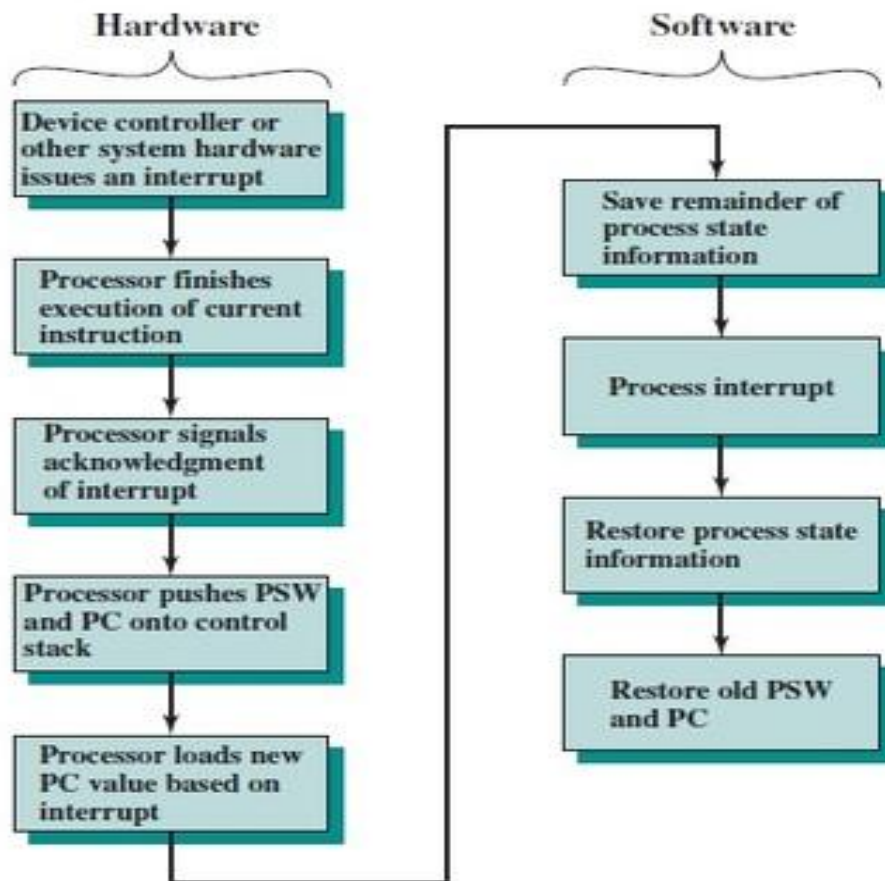 Hardware
Device controller or
other system hardware
issues an interrupt
Processor finishes
execution of current
instruction
Processor signals
acknowledgment
of interrupt
Processor pushes PSW
and PC onto control
stack
Processor loads new
PC value based on
interrupt
Software
Save remainder of
process state
information
Process interrupt
Restore process state
information
Restore old PSW
and PC